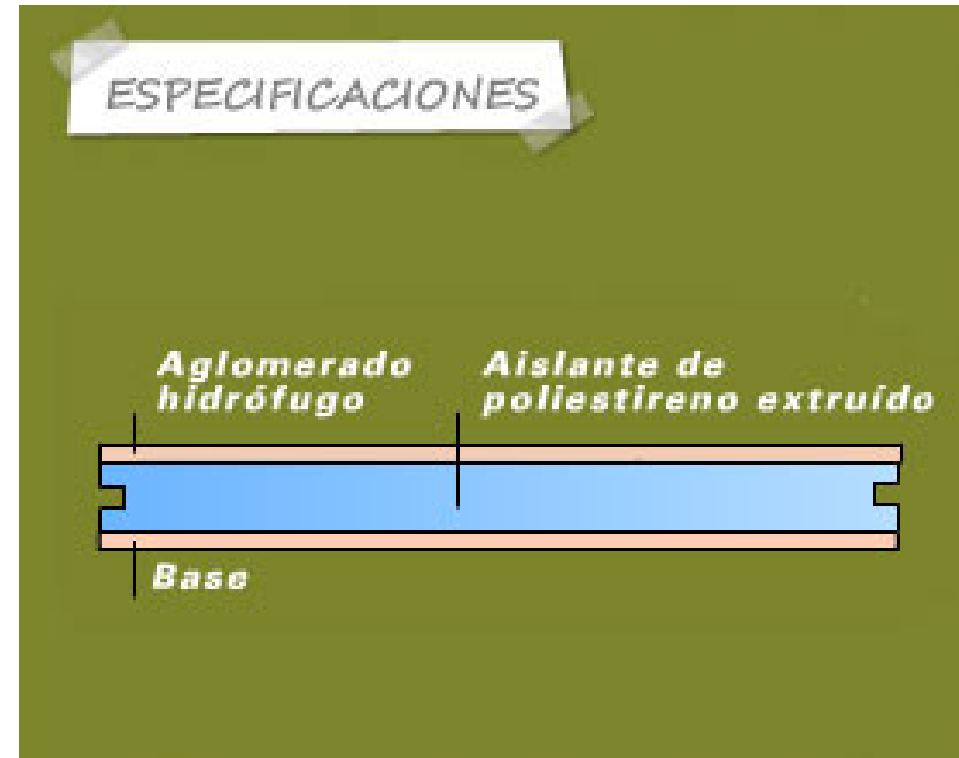 ESPECIFICACIONES
Aglomerado
hidrófugo
Aislante de
poliestireno extruído
Base